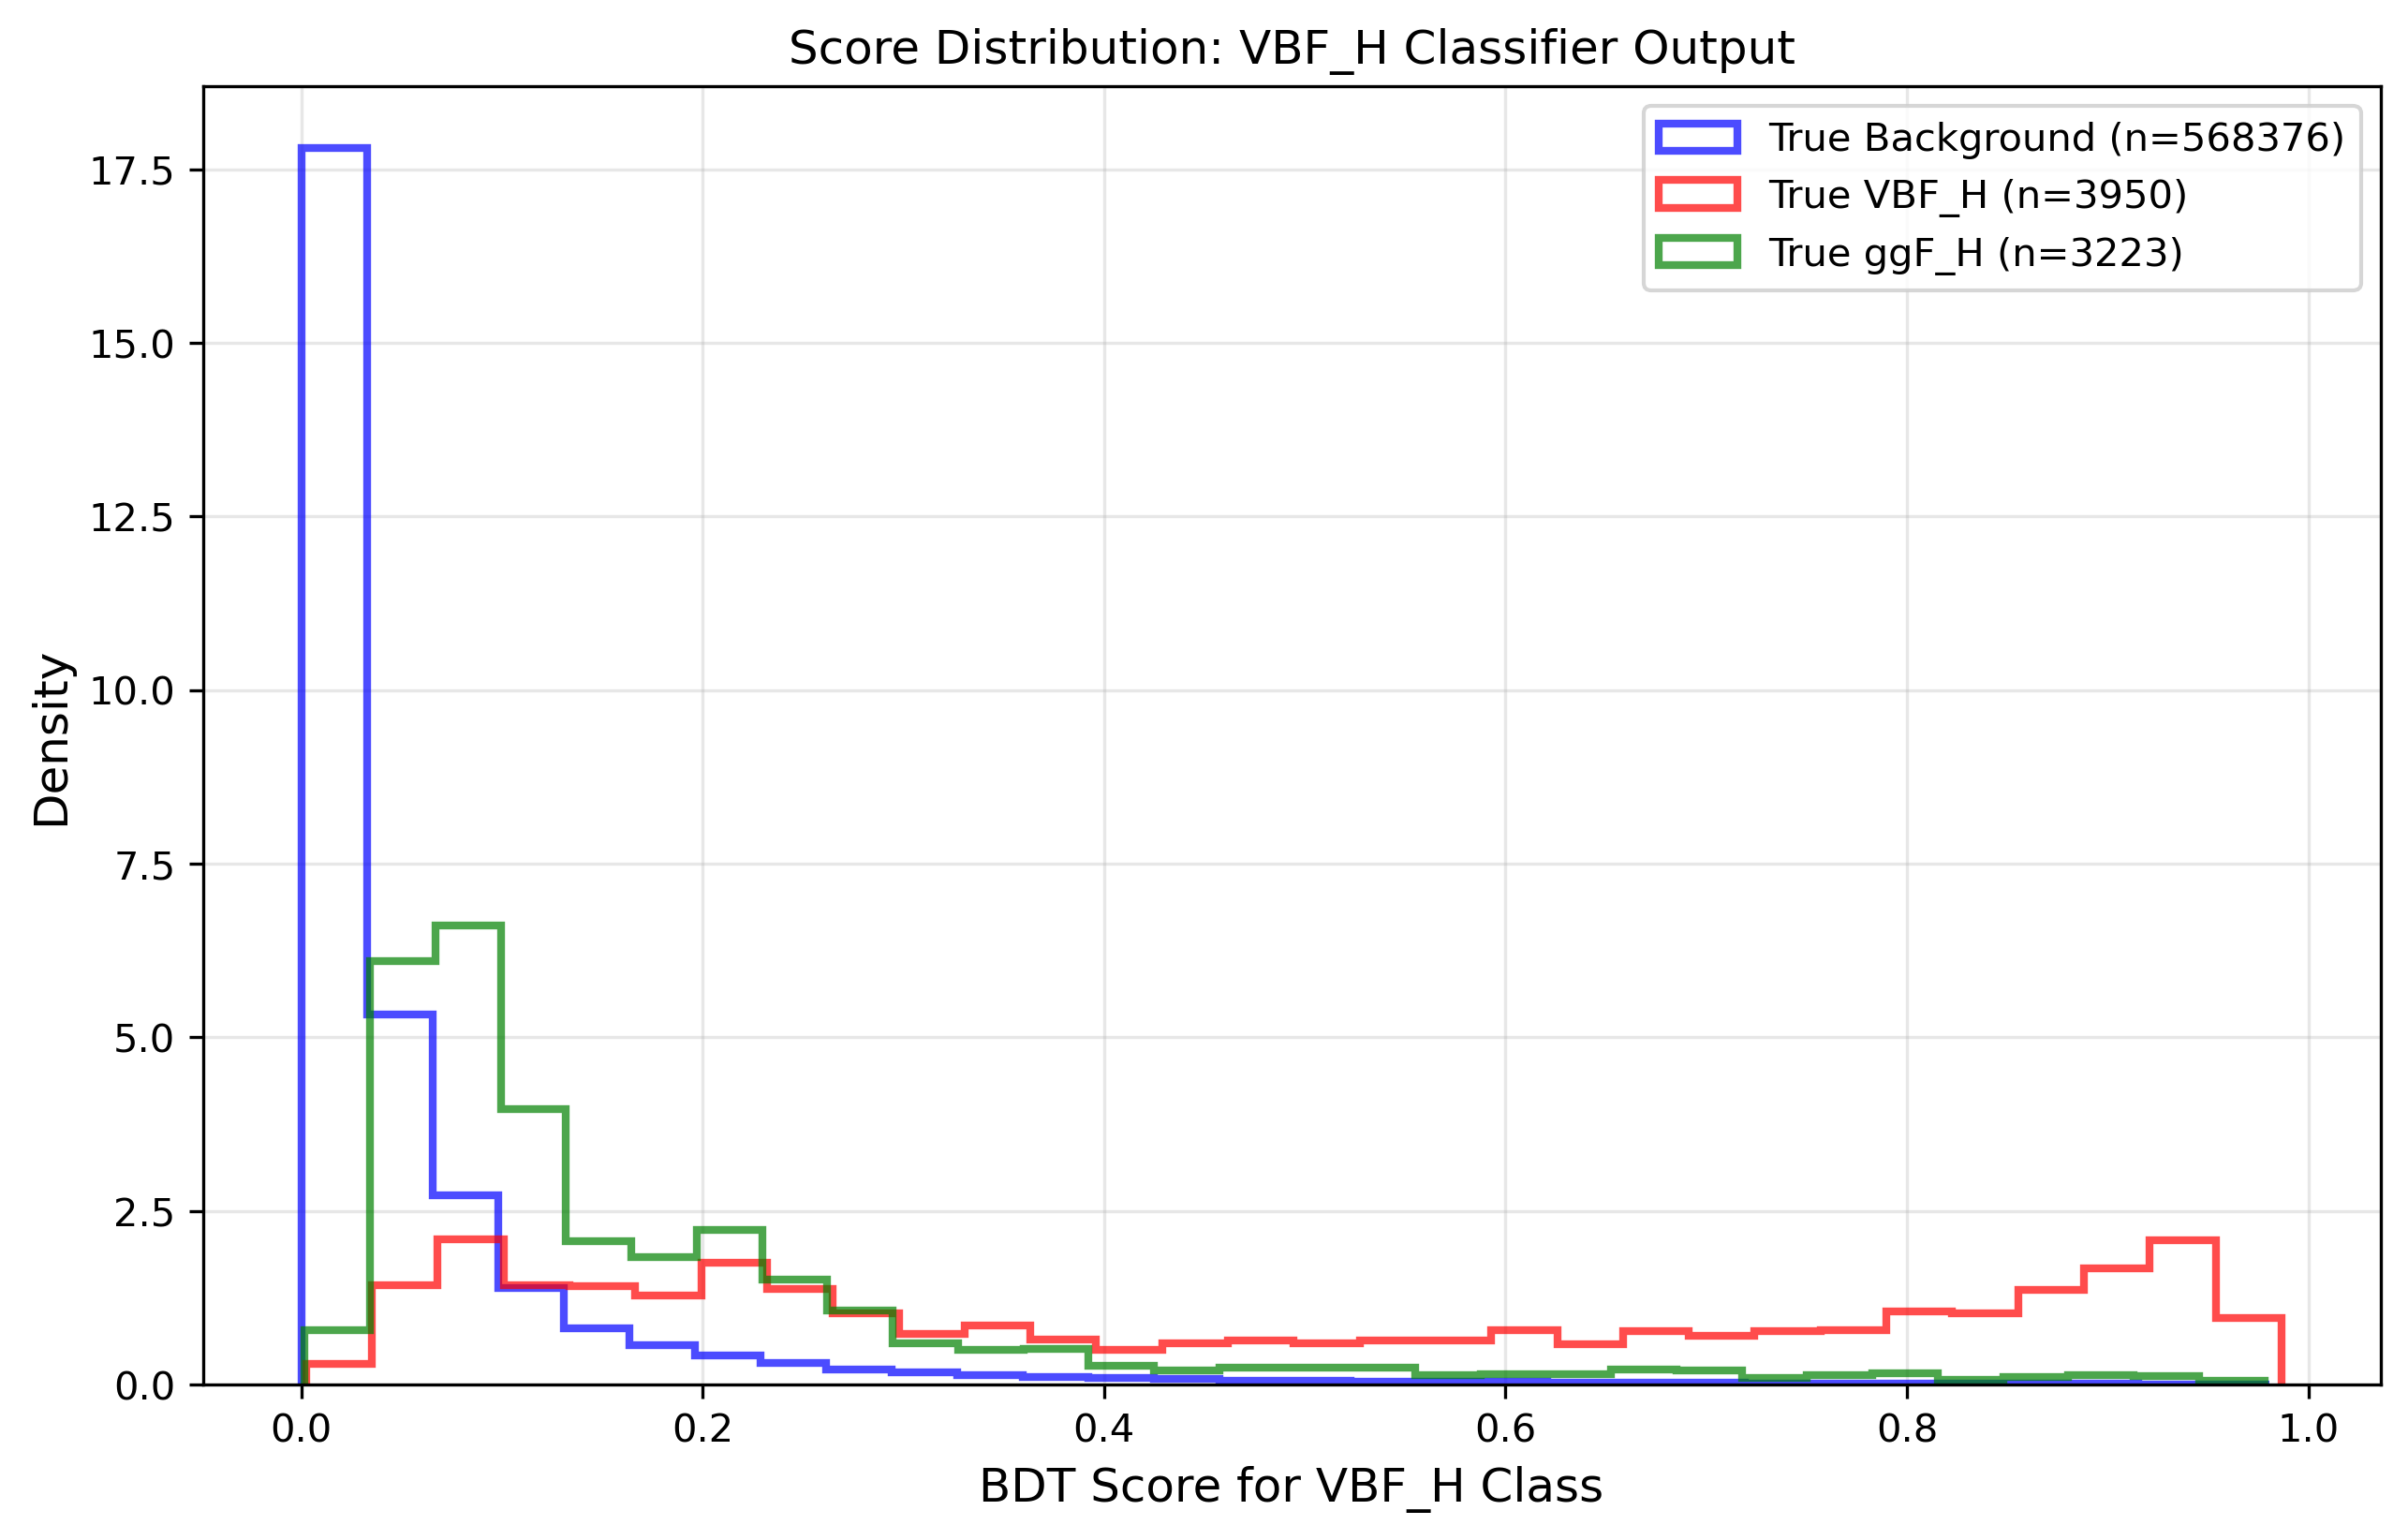 Score Distribution: VBF_H Classifier Output
True Background (n=568376)
True VBF_H (n=3950)
True ggF_H (n=3223)
Density
17.5
15.0
12.5
10.0
7.5
5.0
2.5
0.0
0.0 0.2 0.4 0.6 0.8 1.0
BDT Score for VBF_H Class